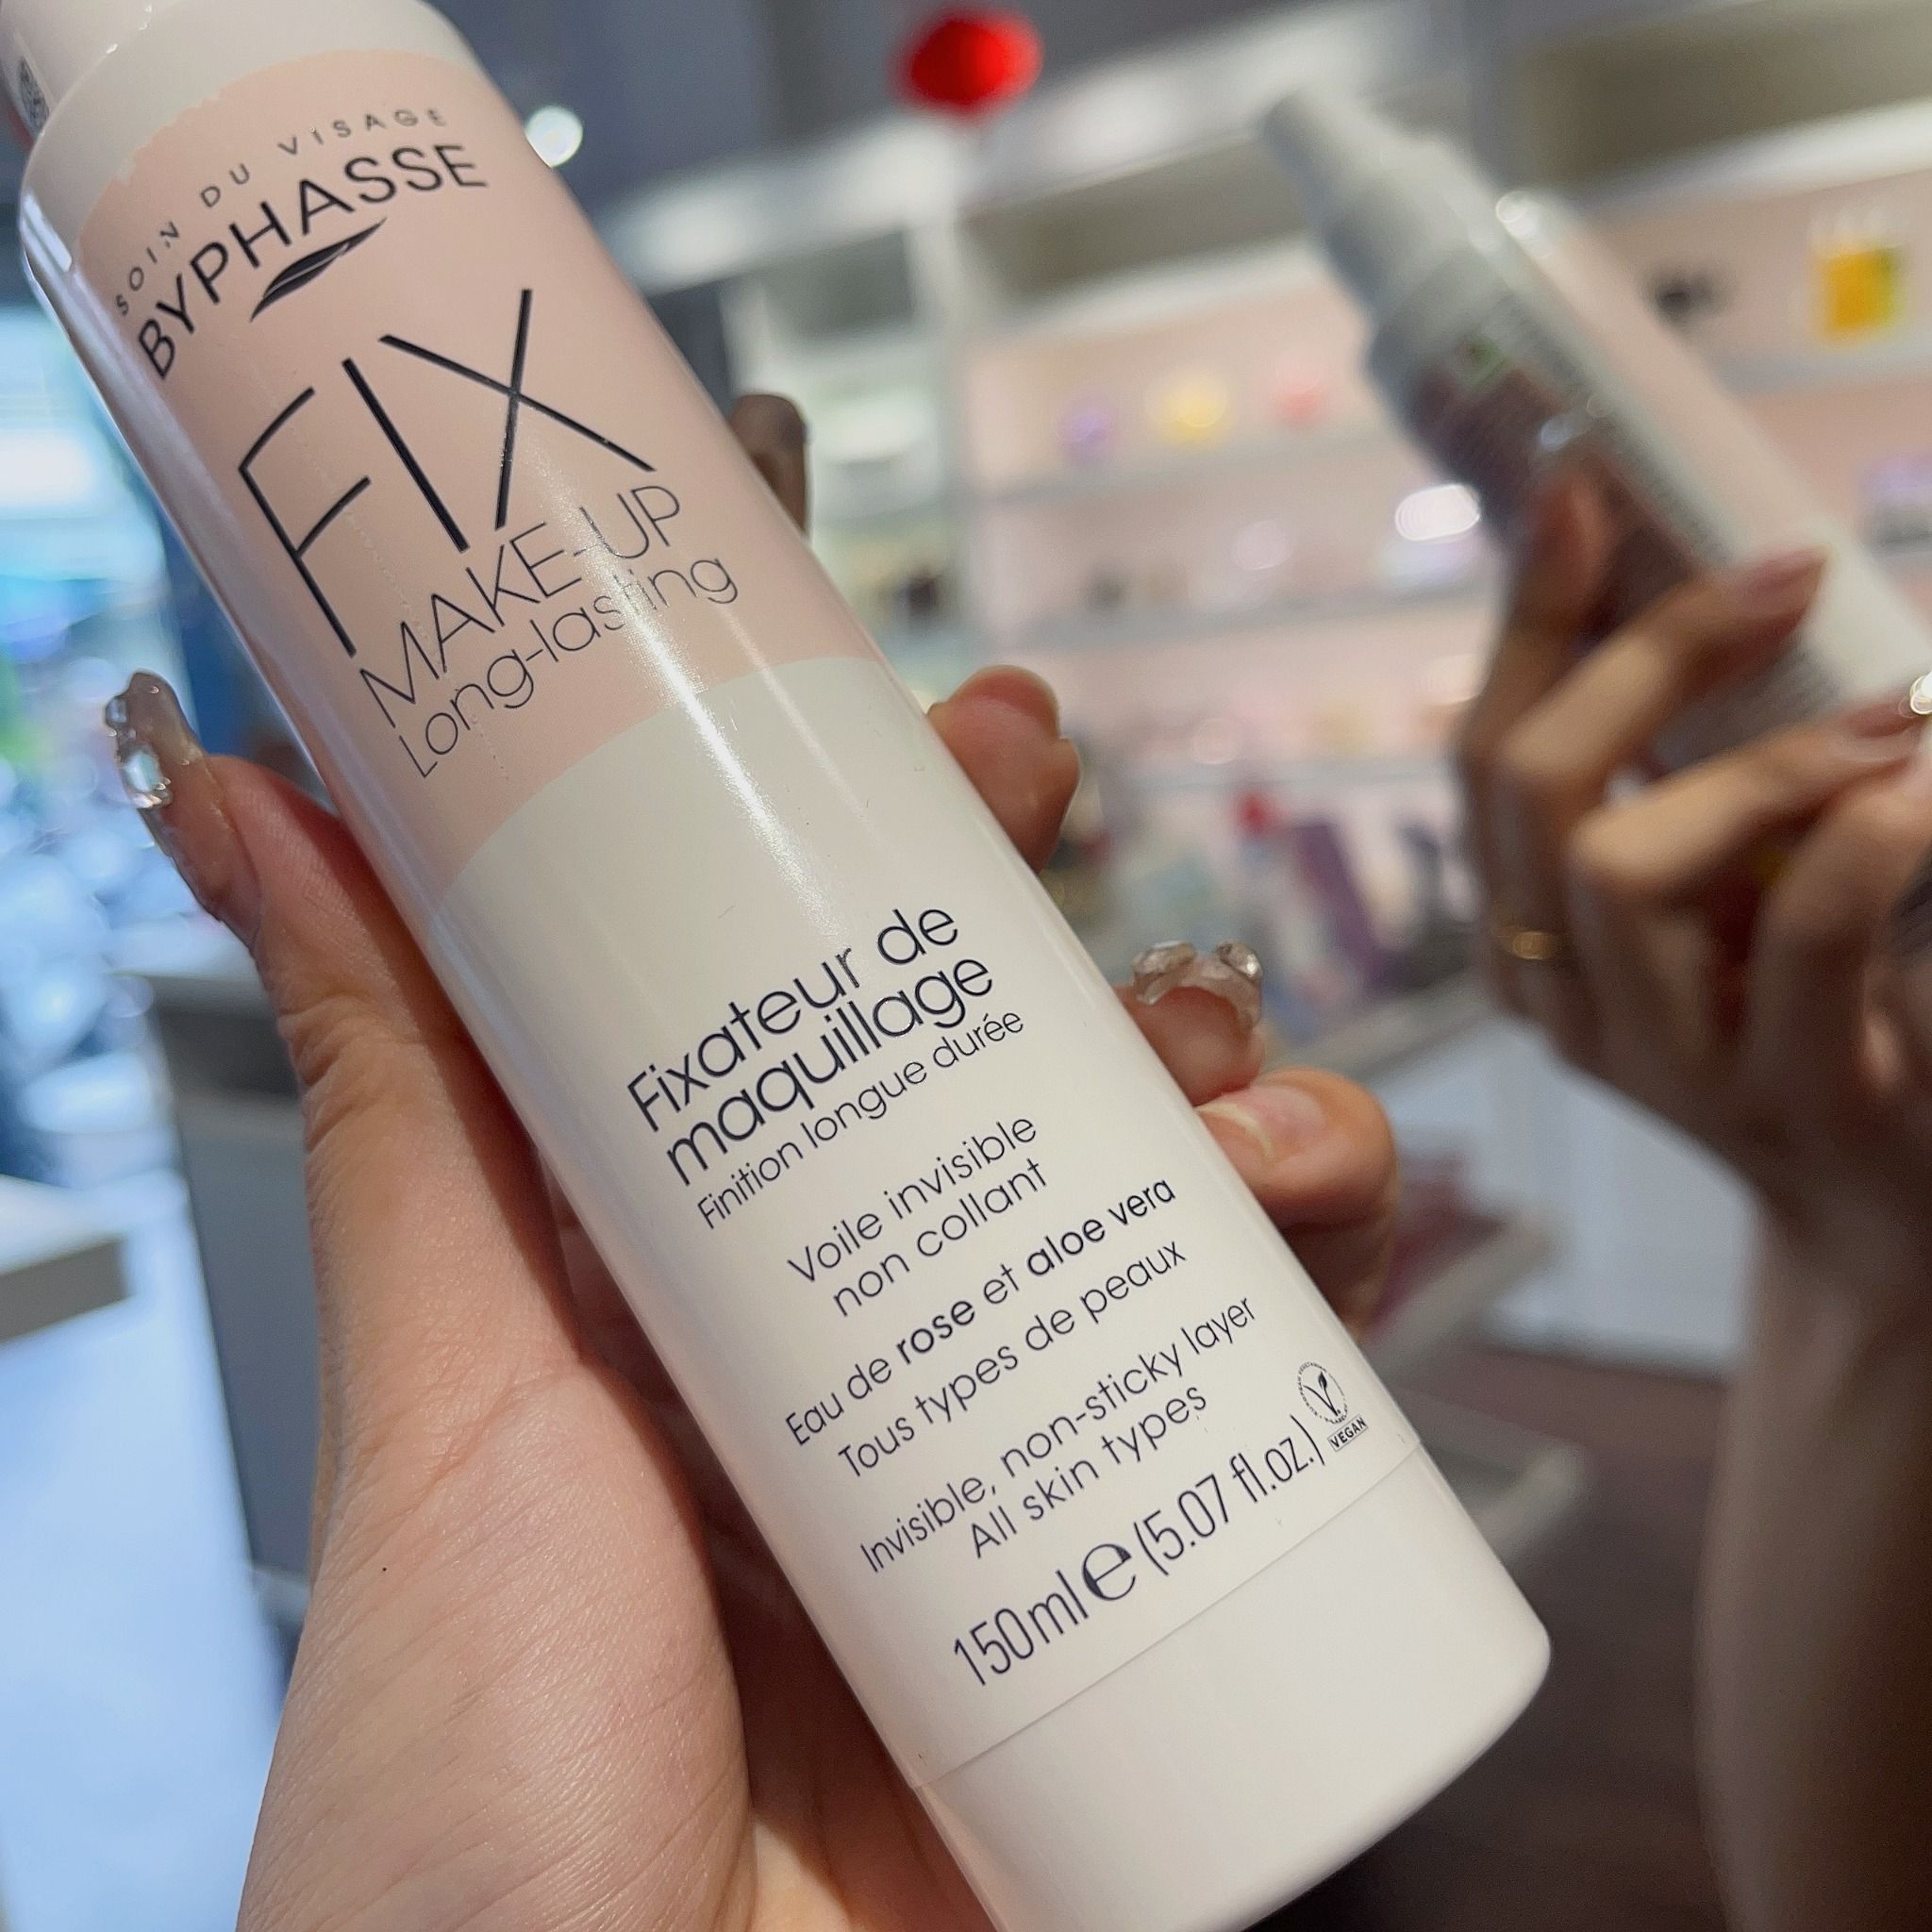 SOIN DU VISAGE
BYPHASSE
FIX
MAKE-UP
Long-lasting
Fixateur de
maquillage
Finition longue durée
Voile invisible
non collant
Eau de rose et aloe vera
Tous types de peaux
Invisible, non-sticky layer
All skin types
150ml e (5.07 fl.oz.)
VEGAN